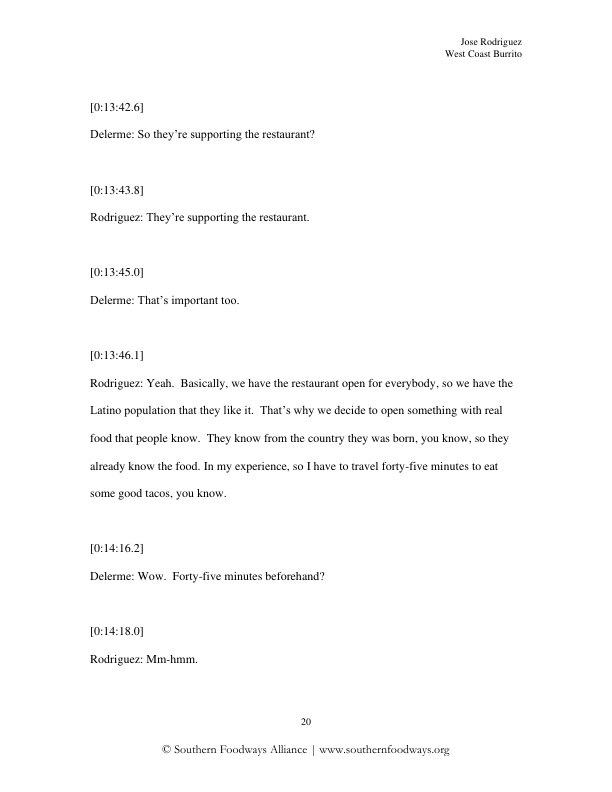 Jose Rodriguez
West Coast Burrito
[0:13:42.6]
Delerme: So they’re supporting the restaurant?
[0:13:43.8]
Rodriguez: They’re supporting the restaurant.
[0:13:45.0]
Delerme: That’s important too.
[0:13:46.1]
Rodriguez: Yeah.  Basically, we have the restaurant open for everybody, so we have the
Latino population that they like it.  That’s why we decide to open something with real
food that people know.  They know from the country they was born, you know, so they
already know the food. In my experience, so I have to travel forty-five minutes to eat
some good tacos, you know.
[0:14:16.2]
Delerme: Wow.  Forty-five minutes beforehand?
[0:14:18.0]
Rodriguez: Mm-hmm.
20
© Southern Foodways Alliance | www.southernfoodways.org